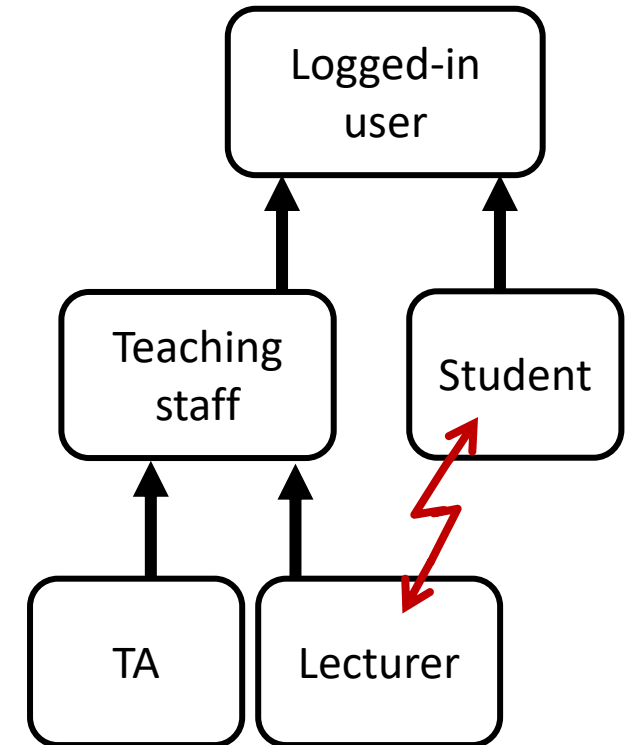 Logged-in
user
Teaching
staff
Student
TA
Lecturer